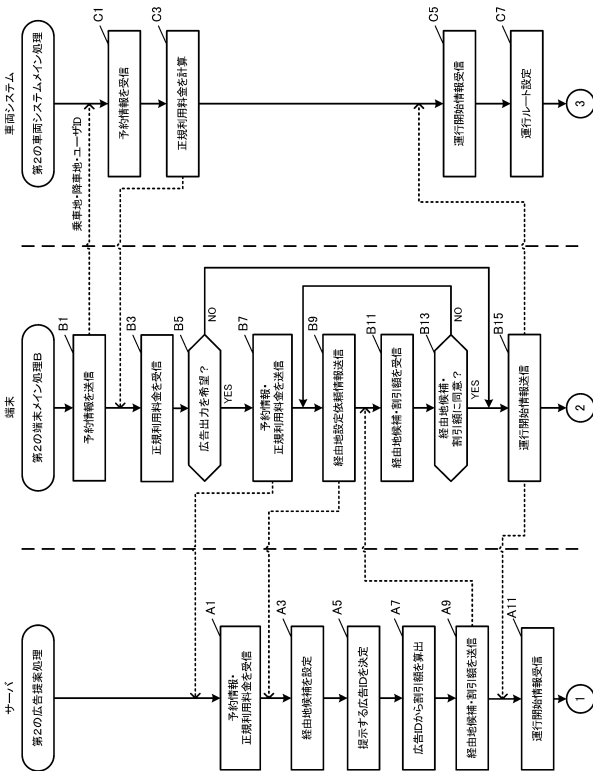 サーバ
第2の広告提案処理
A1
予約情報・
正規利用料金を受信
A3
経由地候補を設定
A5
提示する広告IDを決定
A7
広告IDから割引額を算出
A9
経由地候補・割引額を送信
A11
運行開始情報受信
1
端末
第2の端末メイン処理B
B1
予約情報を送信
B3
正規利用料金を受信
B5
広告出力を希望?
NO
YES
B7
予約情報・
正規利用料金を送信
B9
経由地設定依頼情報送信
B11
経由地候補・割引額を受信
B13
経由地候補・
割引額に同意?
NO
YES
B15
運行開始情報送信
2
車両システム
第2の車両システムメイン処理
乗車地・降車地・ユーザID
C1
予約情報を受信
C3
正規利用料金を計算
C5
運行開始情報受信
C7
運行ルート設定
3